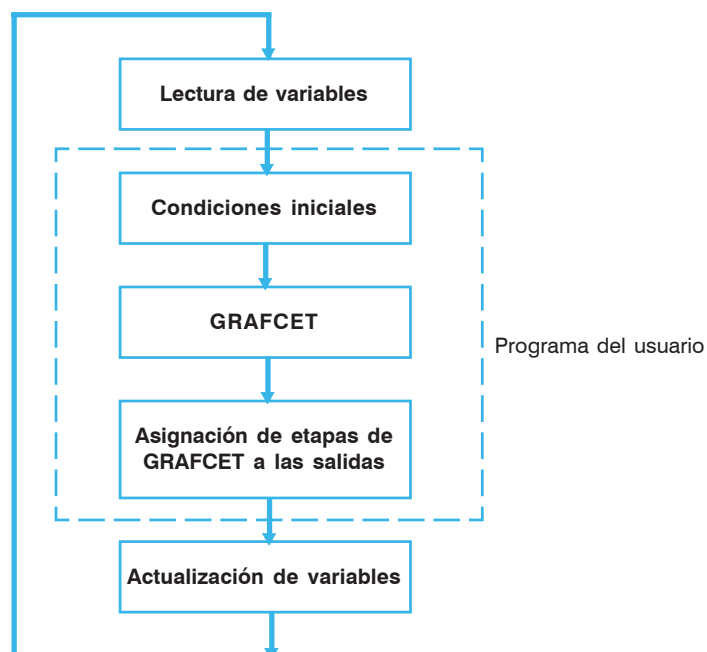 Lectura de variables
Condiciones iniciales
GRAFCET
Programa del usuario
Asignación de etapas de
GRAFCET a las salidas
Actualización de variables